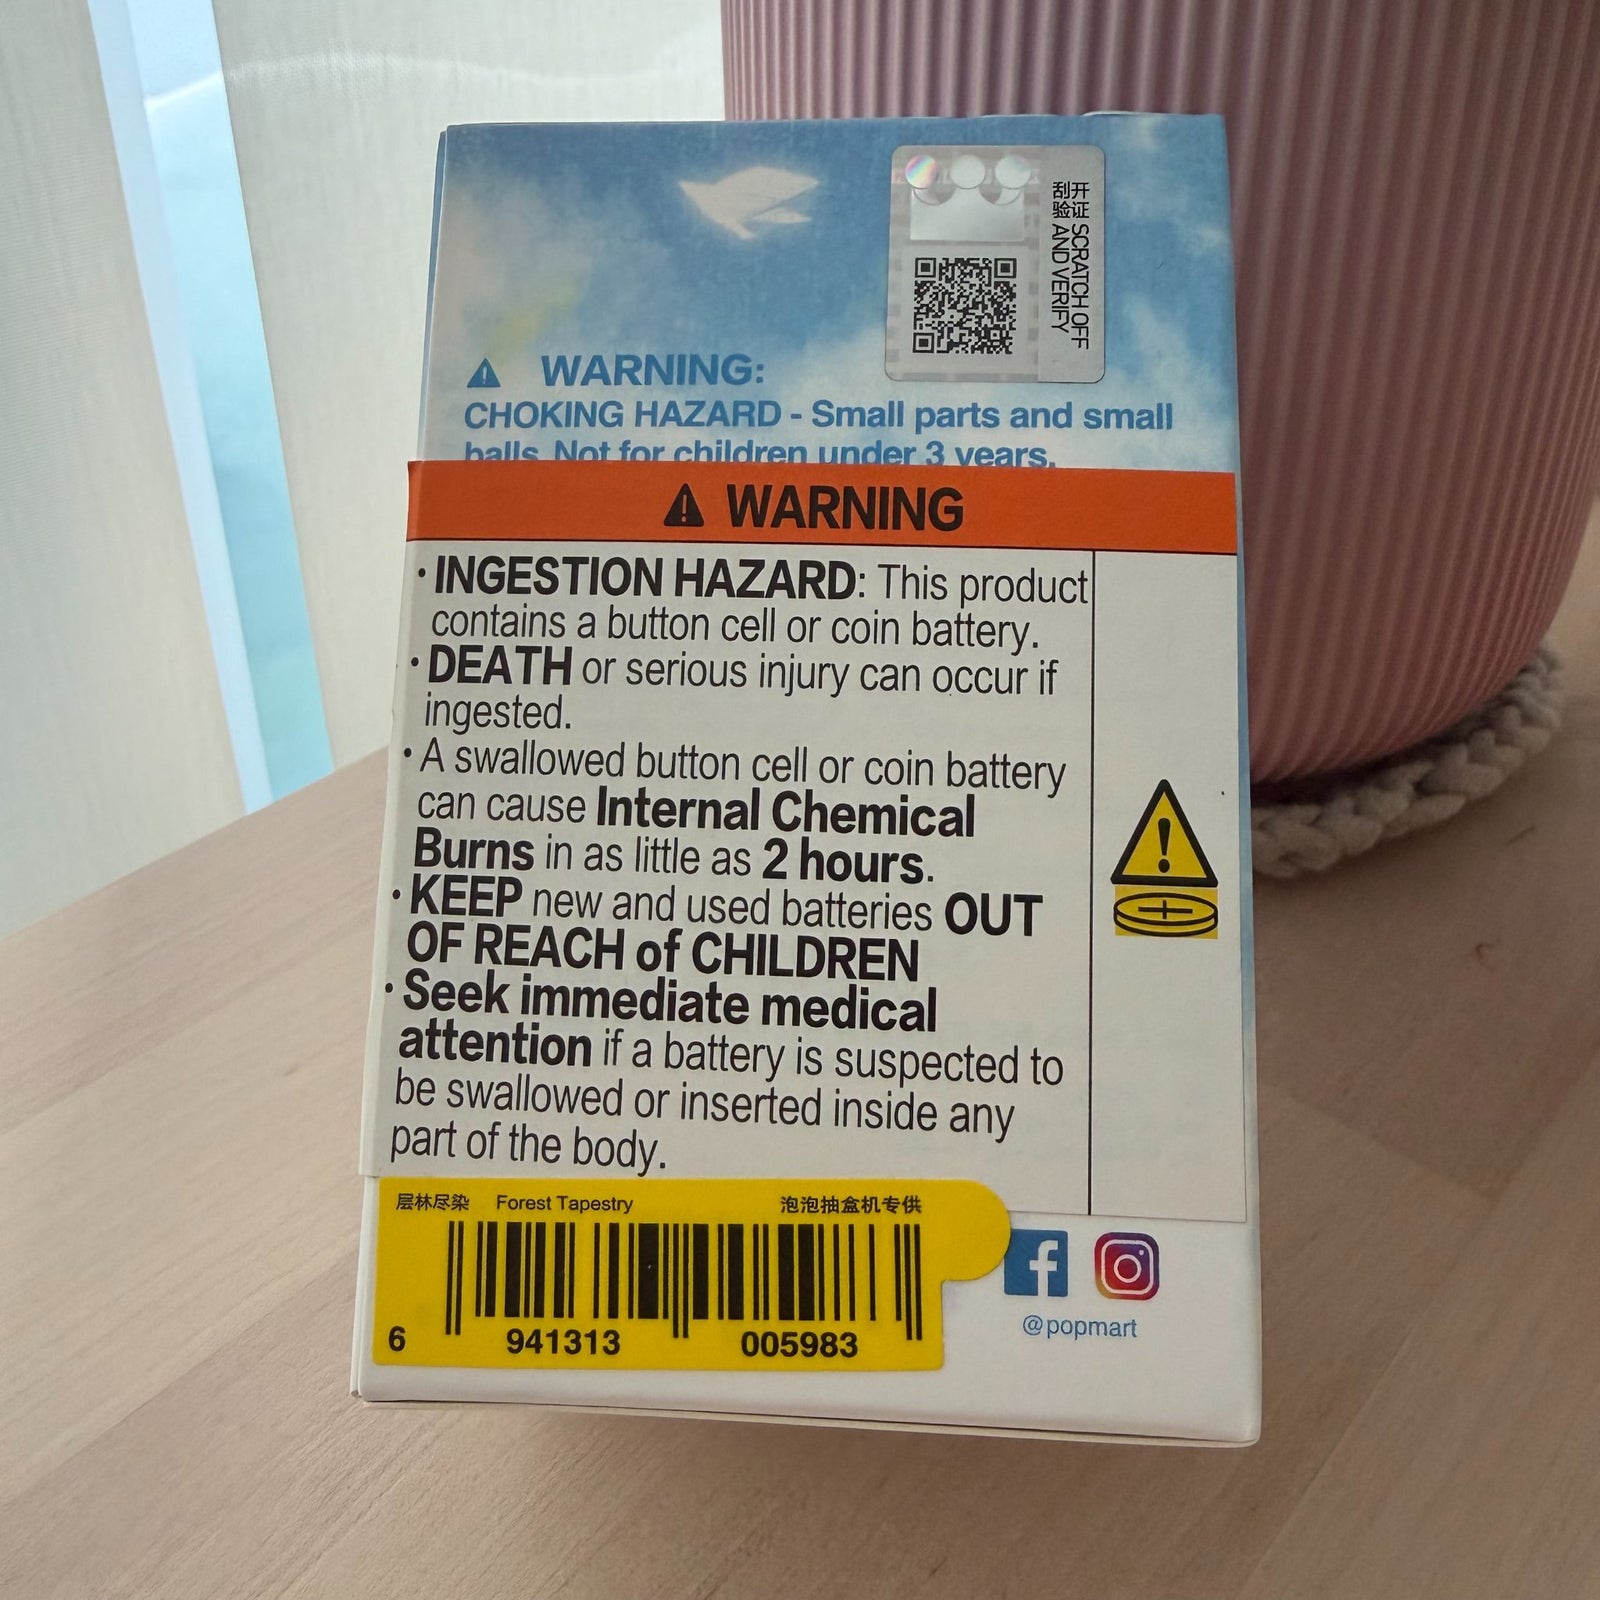 刮开 SCRATCH OFF
验证 AND VERIFY
WARNING:
CHOKING HAZARD - Small parts and small
balls. Not for children under 3 years.
WARNING
· INGESTION HAZARD: This product
contains a button cell or coin battery.
· DEATH or serious injury can occur if
ingested.
· A swallowed button cell or coin battery
can cause Internal Chemical
Burns in as little as 2 hours.
· KEEP new and used batteries OUT
OF REACH of CHILDREN
· Seek immediate medical
attention if a battery is suspected to
be swallowed or inserted inside any
part of the body.
层林尽染 Forest Tapestry 泡泡抽盒机专供
6 941313 005983
@popmart